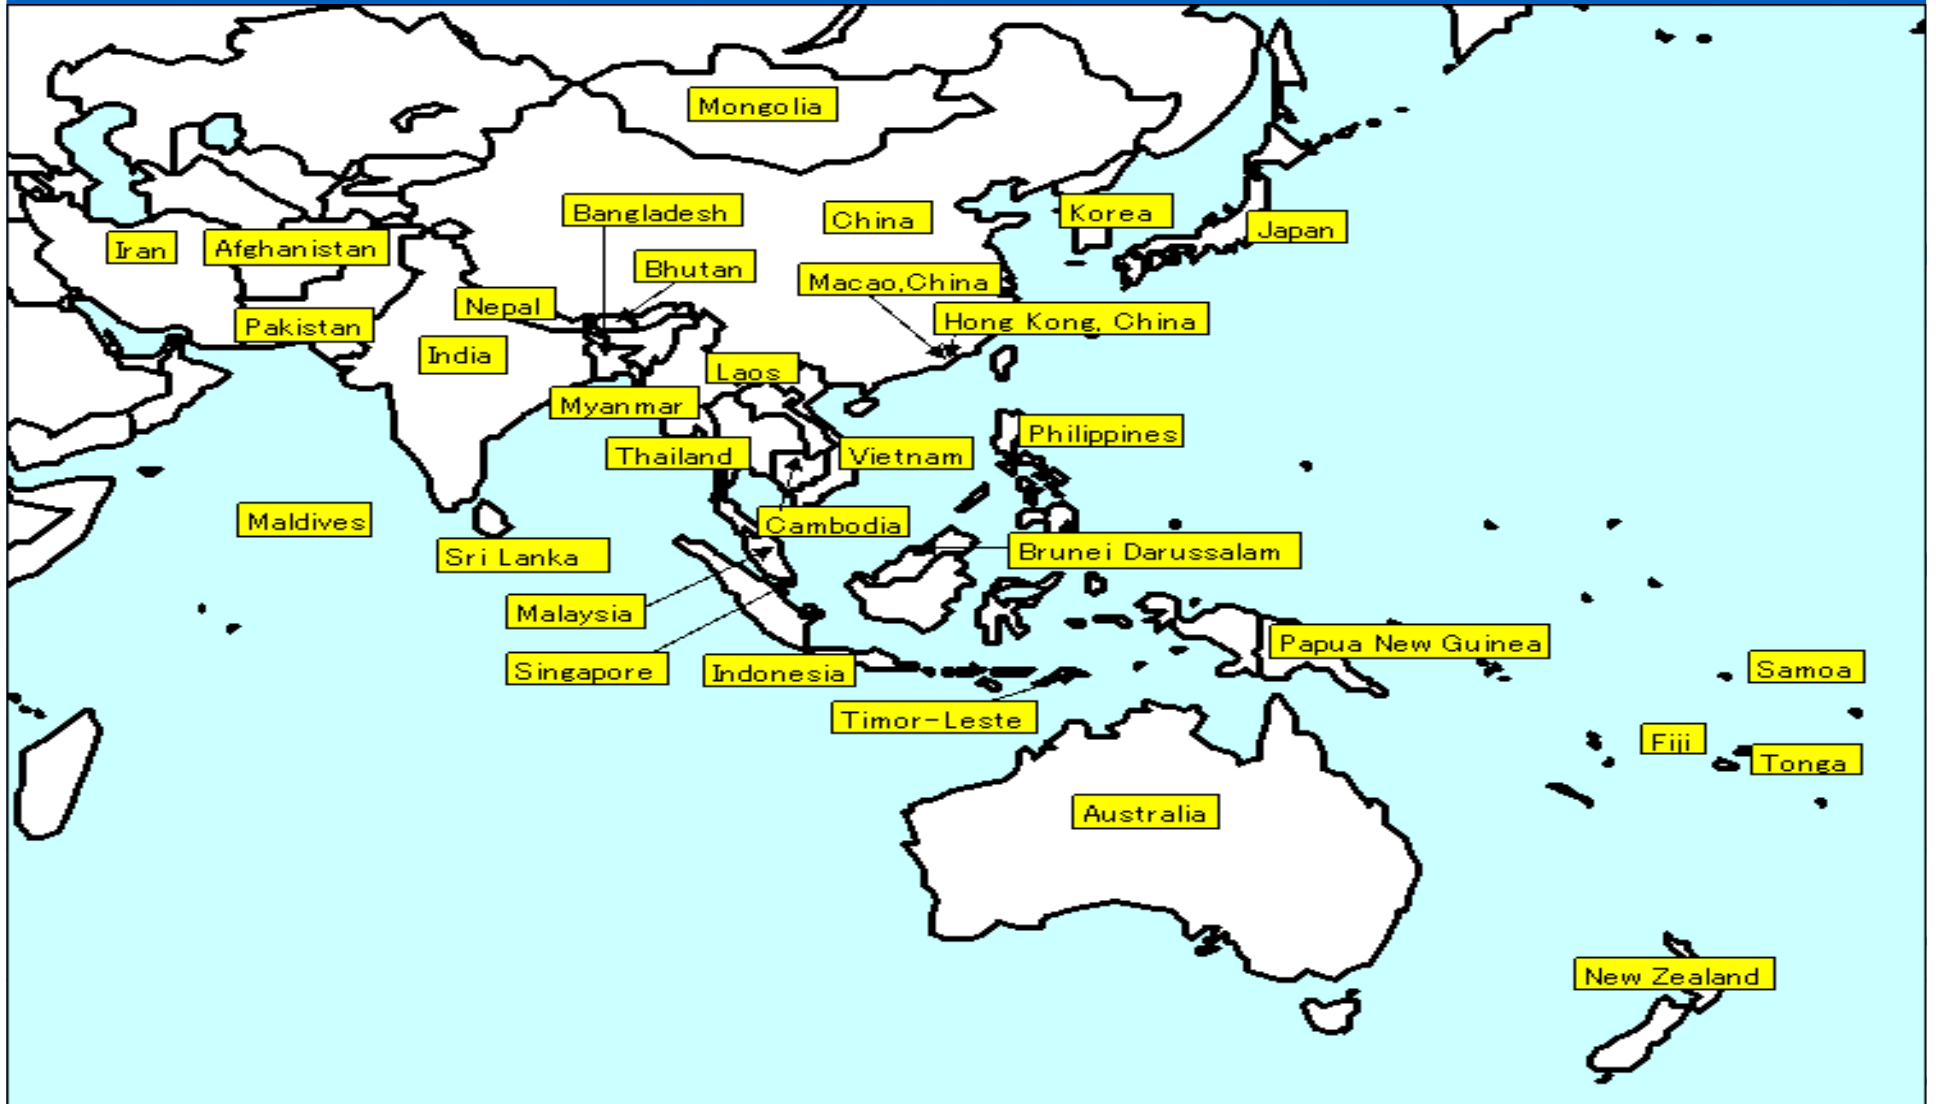 Mongolia
Bangladesh
China
Korea
Japan
Iran
Afghanistan
Bhutan
Macao,China
Nepal
Hong Kong, China
Pakistan
India
Laos
Myanmar
Philippines
Thailand
Vietnam
Maldives
Cambodia
Sri Lanka
Brunei Darussalam
Malaysia
Papua New Guinea
Singapore
Indonesia
Samoa
Timor-Leste
Fiji
Tonga
Australia
New Zealand